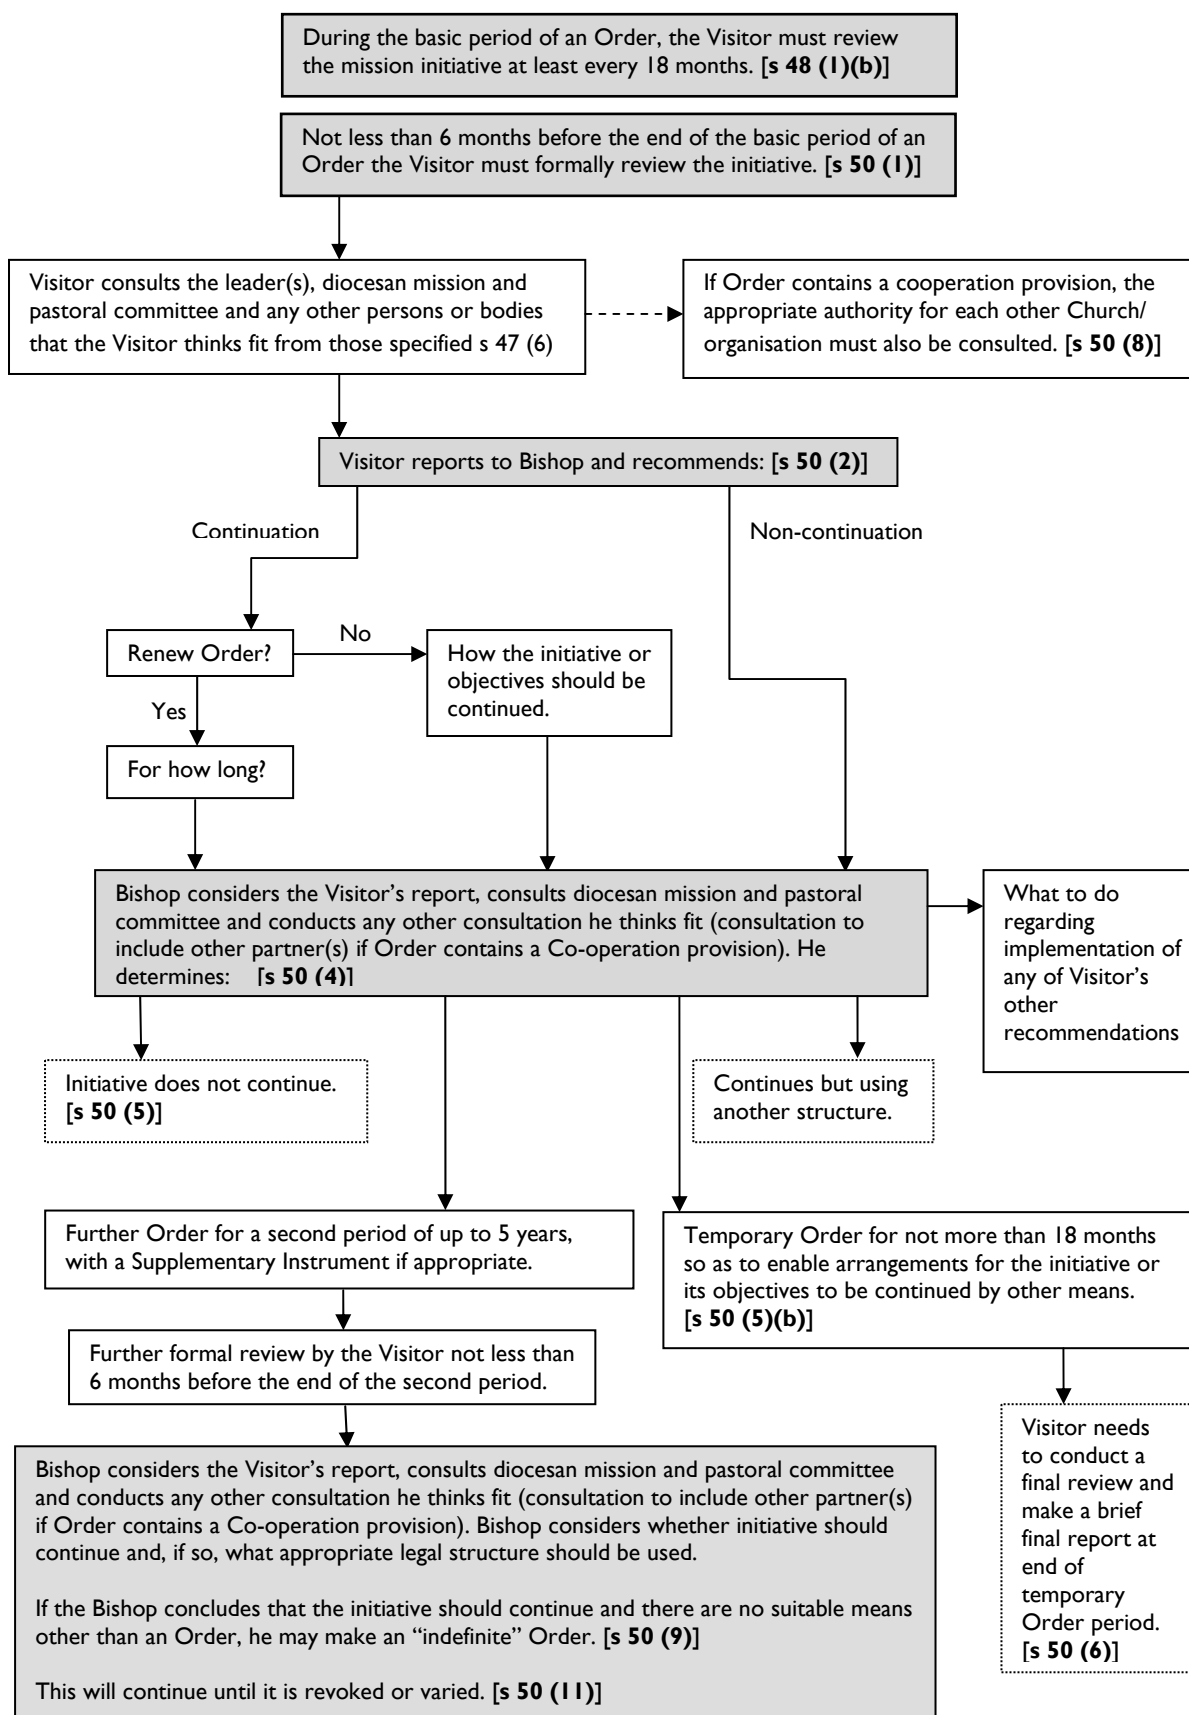 During the basic period of an Order, the Visitor must review
the mission initiative at least every 18 months. [s 48 (1)(b)]
Not less than 6 months before the end of the basic period of an
Order the Visitor must formally review the initiative. [s 50 (1)]
Visitor consults the leader(s), diocesan mission and
pastoral committee and any other persons or bodies
that the Visitor thinks fit from those specified s 47 (6)
If Order contains a cooperation provision, the
appropriate authority for each other Church/
organisation must also be consulted. [s 50 (8)]
Visitor reports to Bishop and recommends: [s 50 (2)]
Continuation
Non-continuation
Renew Order?
No
How the initiative or
objectives should be
continued.
Yes
For how long?
Bishop considers the Visitor’s report, consults diocesan mission and pastoral
committee and conducts any other consultation he thinks fit (consultation to
include other partner(s) if Order contains a Co-operation provision). He
determines: [s 50 (4)]
What to do
regarding
implementation of
any of Visitor’s
other
recommendations
Initiative does not continue.
[s 50 (5)]
Continues but using
another structure.
Further Order for a second period of up to 5 years,
with a Supplementary Instrument if appropriate.
Temporary Order for not more than 18 months
so as to enable arrangements for the initiative or
its objectives to be continued by other means.
[s 50 (5)(b)]
Further formal review by the Visitor not less than
6 months before the end of the second period.
Visitor needs
to conduct a
final review and
make a brief
final report at
end of
temporary
Order period.
[s 50 (6)]
Bishop considers the Visitor’s report, consults diocesan mission and pastoral committee
and conducts any other consultation he thinks fit (consultation to include other partner(s)
if Order contains a Co-operation provision). Bishop considers whether initiative should
continue and, if so, what appropriate legal structure should be used.
If the Bishop concludes that the initiative should continue and there are no suitable means
other than an Order, he may make an “indefinite” Order. [s 50 (9)]
This will continue until it is revoked or varied. [s 50 (11)]